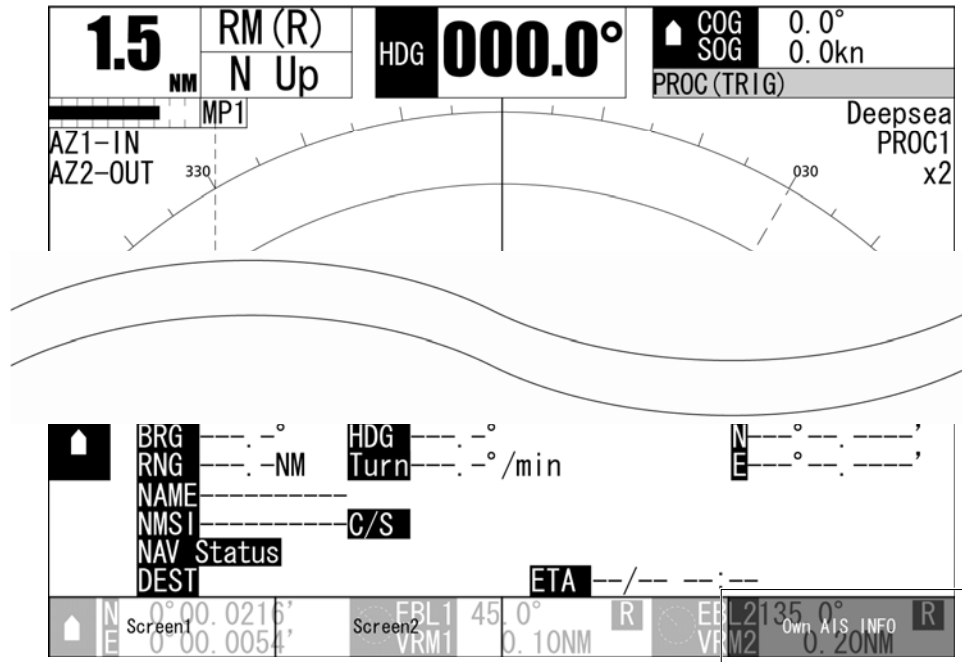 1.5 NM RM(R) HDG 000.0° COG 0.0°
N Up SOG 0.0kn
PROC(TRIG)
MP1 Deepsea
AZ1-IN PROC1
AZ2-OUT 330 030 x2
BRG ---.-° HDG ---.-° N---°--.----'
RNG ---.-NM Turn---.-°/min E---°--.----'
NAME----------
NMSI---------- C/S
NAV Status
DEST ETA --/-- --:--
N 0°00.0216' EBL1 45.0° R EBL2 135.0° R
Screen1 Screen2 Own AIS INFO
E 0°00.0054' VRM1 0.10NM VRM2 0.20NM